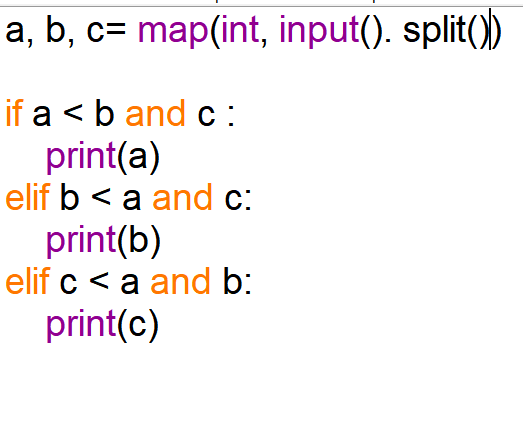 a, b, c= map(int, input(). split())
if a < b and c :
    print(a)
elif b < a and c:
    print(b)
elif c < a and b:
    print(c)